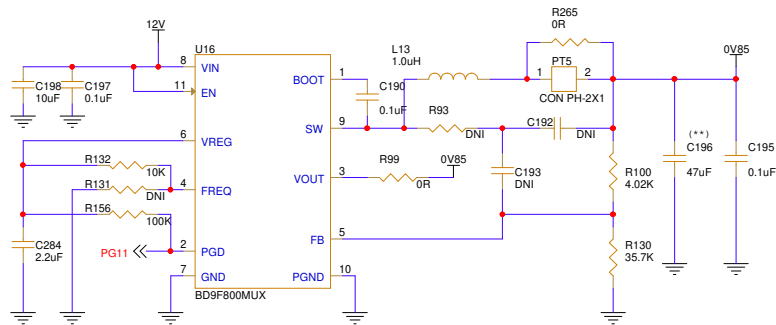 12V
U16
R265
0R
L13
1.0uH
PT5
0V85
8
VIN
BOOT
1
1
2
CON PH-2X1
C198
10uF
C197
0.1uF
11
EN
C190
0.1uF
R93
DNI
C192
DNI
(**)
C196
47uF
C195
0.1uF
6
VREG
SW
9
R132
10K
R131
DNI
4
FREQ
VOUT
3
R99
0R
0V85
C193
DNI
R100
4.02K
R156
100K
PG11
2
PGD
FB
5
C284
2.2uF
7
GND
PGND
10
R130
35.7K
BD9F800MUX